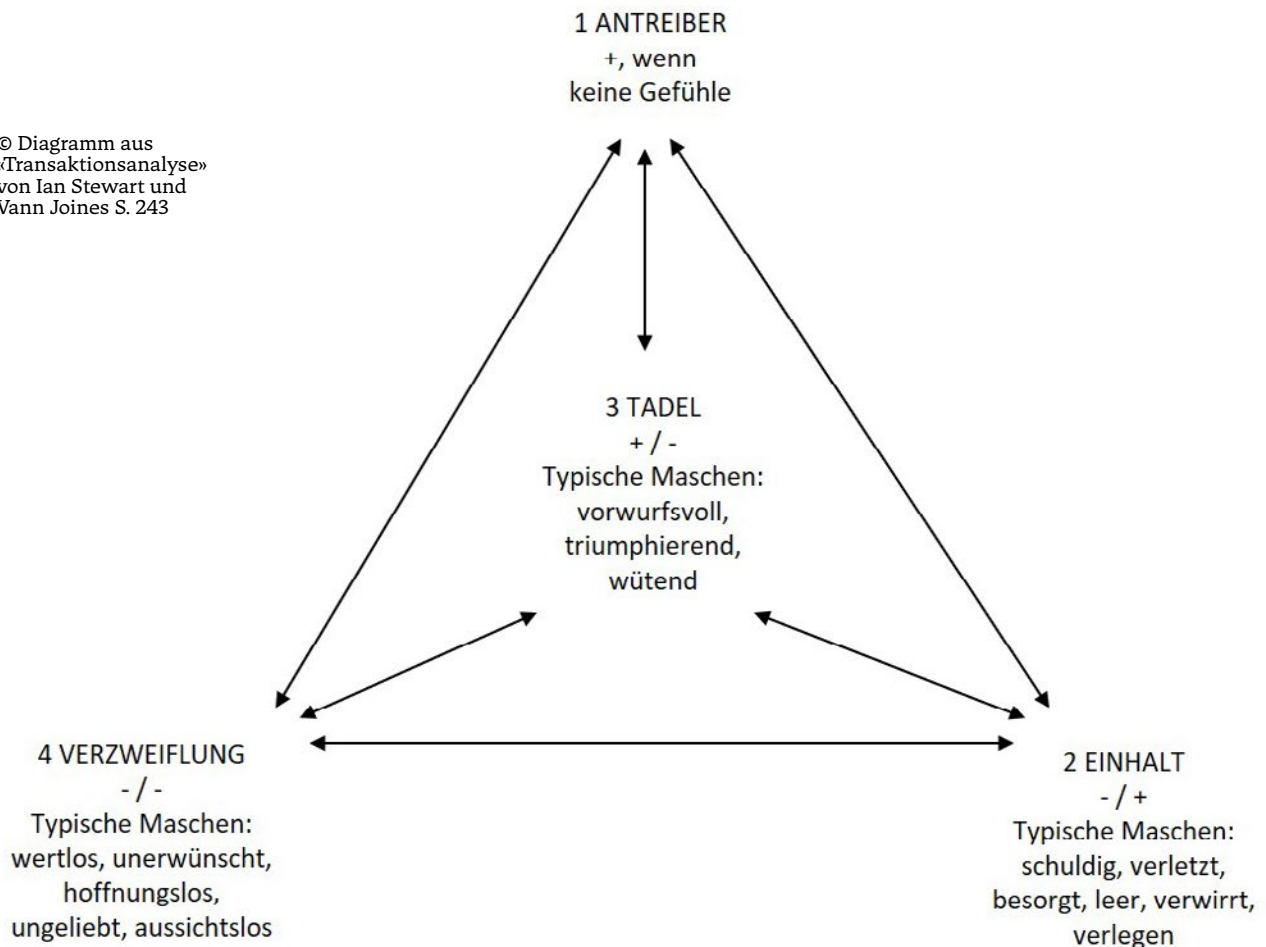 1 ANTREIBER
+, wenn
keine Gefühle
© Diagramm aus
«Transaktionsanalyse»
von Ian Stewart und
Vann Joines S. 243
3 TADEL
+ / -
Typische Maschen:
vorwurfsvoll,
triumphierend,
wütend
4 VERZWEIFLUNG
- / -
Typische Maschen:
wertlos, unerwünscht,
hoffnungslos,
ungeliebt, aussichtslos
2 EINHALT
- / +
Typische Maschen:
schuldig, verletzt,
besorgt, leer, verwirrt,
verlegen